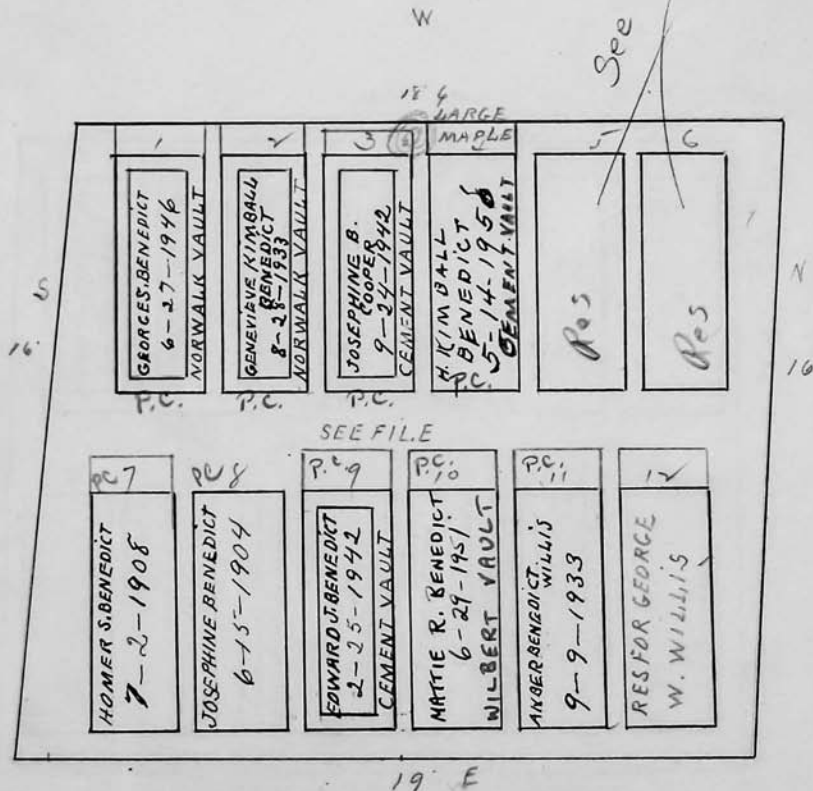 W
See
18 4
LARGE
MAPLE
1
GEORGE S. BENEDICT
6-27-1946
NORWALK VAULT
P.C.
2
GENEVIEVE KIMBALL
BENEDICT
8-28-1933
NORWALK VAULT
P.C.
3
JOSEPHINE B.
COOPER
9-24-1942
CEMENT VAULT
P.C.
H. KIMBALL
BENEDICT
5-14-1956
CEMENT VAULT
P.C.
5
Res
6
Res
S
16
N
16
SEE FILE
PC 7
HOMER S. BENEDICT
7-2-1908
PC 8
JOSEPHINE BENEDICT
6-15-1904
P.C. 9
EDWARD J. BENEDICT
2-25-1942
CEMENT VAULT
P.C. 10
MATTIE R. BENEDICT
6-29-1951
WILBERT VAULT
P.C. 11
BENEDICT
WILLIS
9-9-1933
12
RES FOR GEORGE
W. WILLIS
19 E